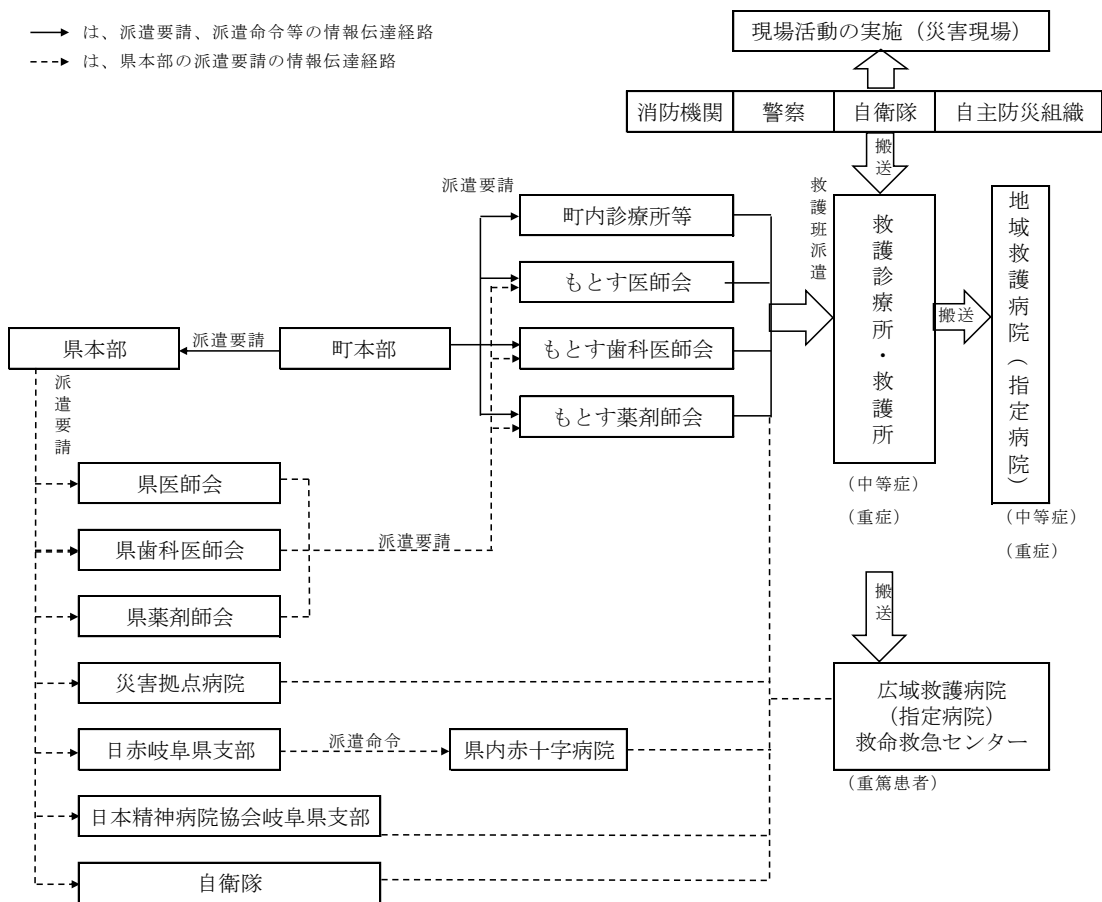 は、派遣要請、派遣命令等の情報伝達経路
は、県本部の派遣要請の情報伝達経路
現場活動の実施（災害現場）
消防機関
警察
自衛隊
自主防災組織
搬送
派遣要請
町内診療所等
もとす医師会
もとす歯科医師会
もとす薬剤師会
救護班派遣
救護診療所・救護所
（中等症）
（重症）
搬送
地域救護病院（指定病院）
（中等症）
（重症）
県本部
派遣要請
町本部
派遣要請
県医師会
県歯科医師会
県薬剤師会
派遣要請
災害拠点病院
日赤岐阜県支部
派遣命令
県内赤十字病院
日本精神病院協会岐阜県支部
自衛隊
搬送
広域救護病院
（指定病院）
救命救急センター
（重篤患者）